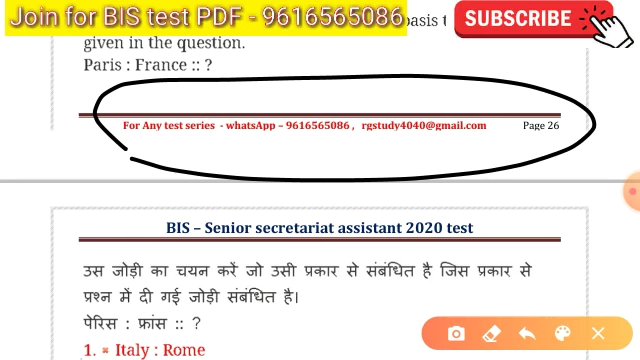 Join for BIS test PDF - 9616565086 basis t
SUBSCRIBE
given in the question.
Paris : France :: ?
For Any test series - whatsApp – 9616565086 , rgstudy4040@gmail.com Page 26
BIS – Senior secretariat assistant 2020 test
उस जोड़ी का चयन करें जो उसी प्रकार से संबंधित है जिस प्रकार से
प्रश्न में दी गई जोड़ी संबंधित है।
पेरिस : फ्रांस :: ?
1. Italy : Rome